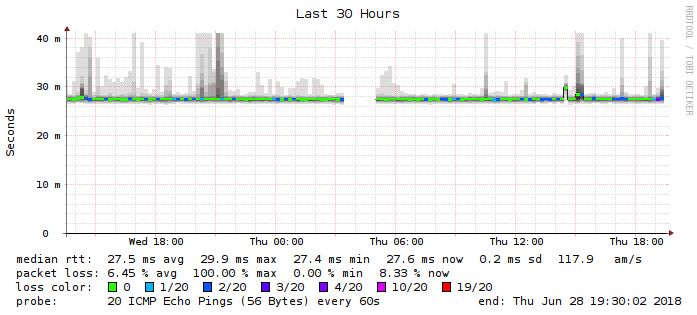 Last 30 Hours
RRDTOOL / TOBI OETIKER
Seconds
40 m
30 m
20 m
10 m
0
Wed 18:00 Thu 00:00 Thu 06:00 Thu 12:00 Thu 18:00
median rtt: 27.5 ms avg 29.9 ms max 27.4 ms min 27.6 ms now 0.2 ms sd 117.9 am/s
packet loss: 6.45 % avg 100.00 % max 0.00 % min 8.33 % now
loss color: 0 1/20 2/20 3/20 4/20 10/20 19/20
probe: 20 ICMP Echo Pings (56 Bytes) every 60s end: Thu Jun 28 19:30:02 2018